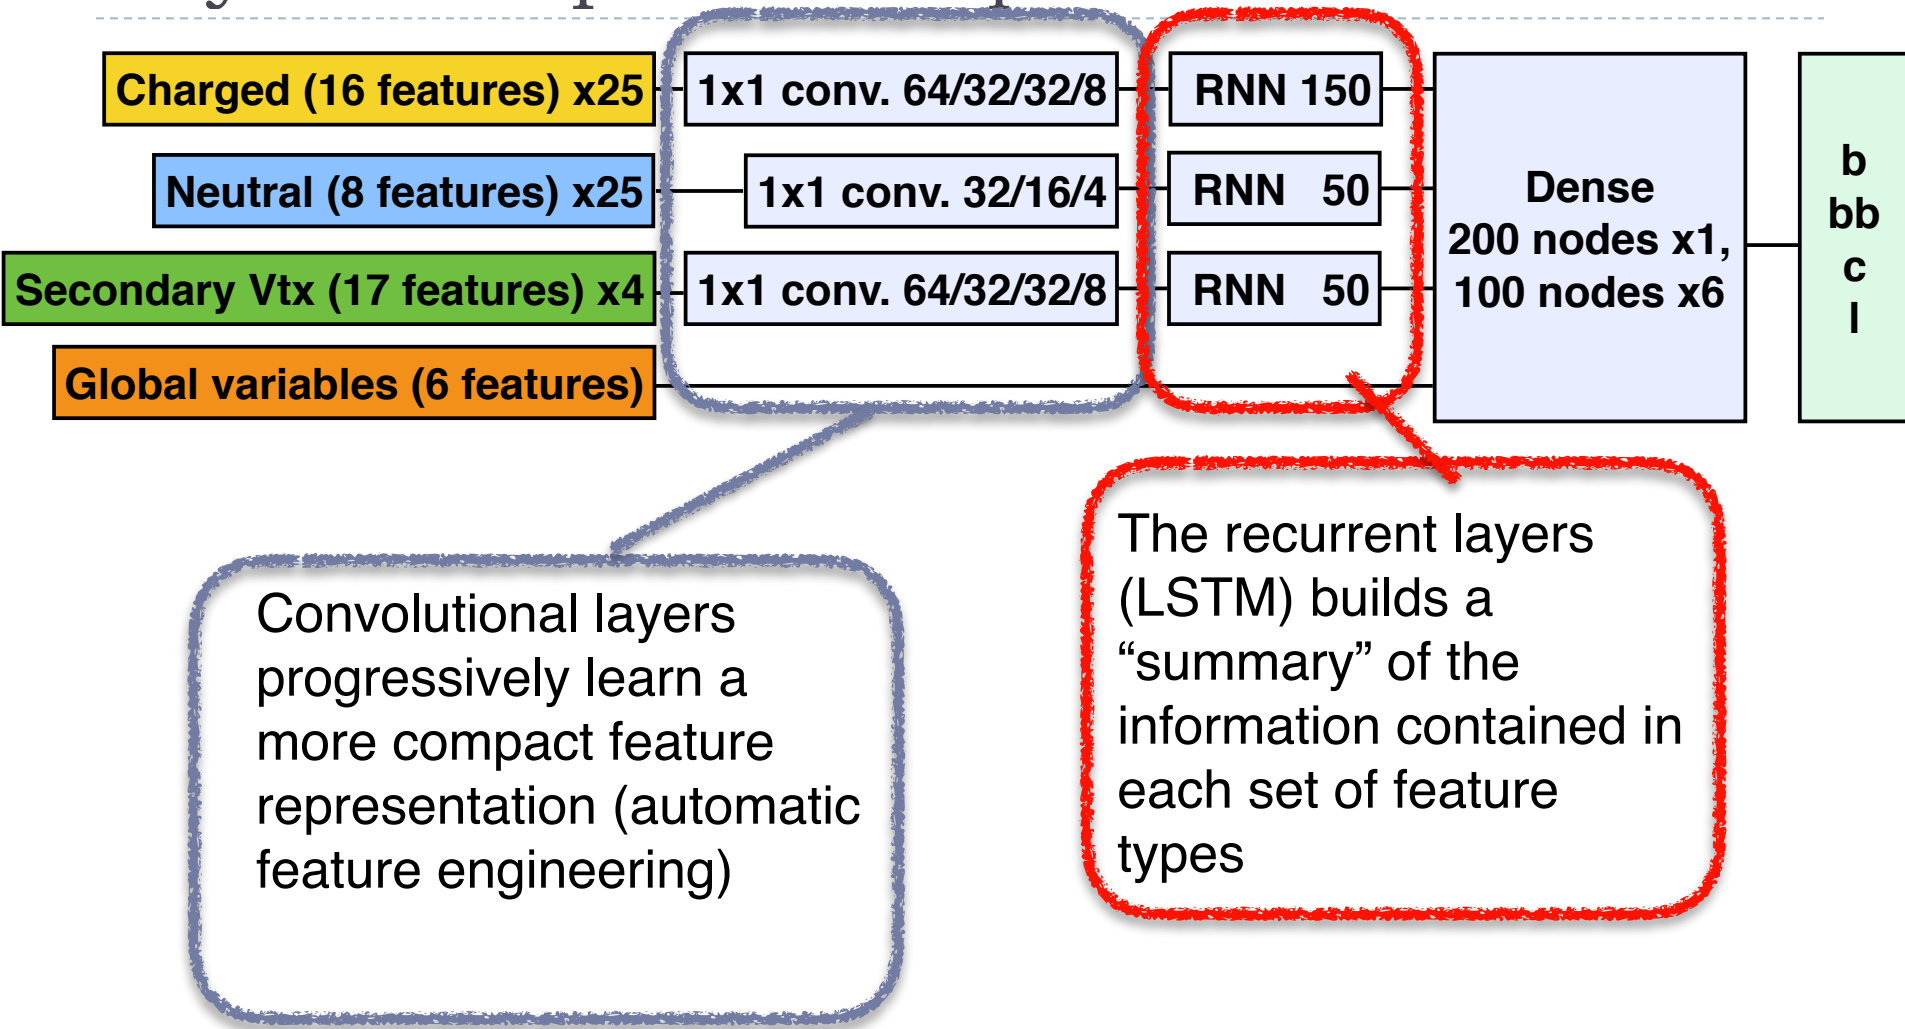 Charged (16 features) x25
1x1 conv. 64/32/32/8
RNN 150
Neutral (8 features) x25
1x1 conv. 32/16/4
RNN 50
Secondary Vtx (17 features) x4
1x1 conv. 64/32/32/8
RNN 50
Global variables (6 features)
Dense
200 nodes x1,
100 nodes x6
b
bb
c
l
Convolutional layers
progressively learn a
more compact feature
representation (automatic
feature engineering)
The recurrent layers
(LSTM) builds a
“summary” of the
information contained in
each set of feature
types